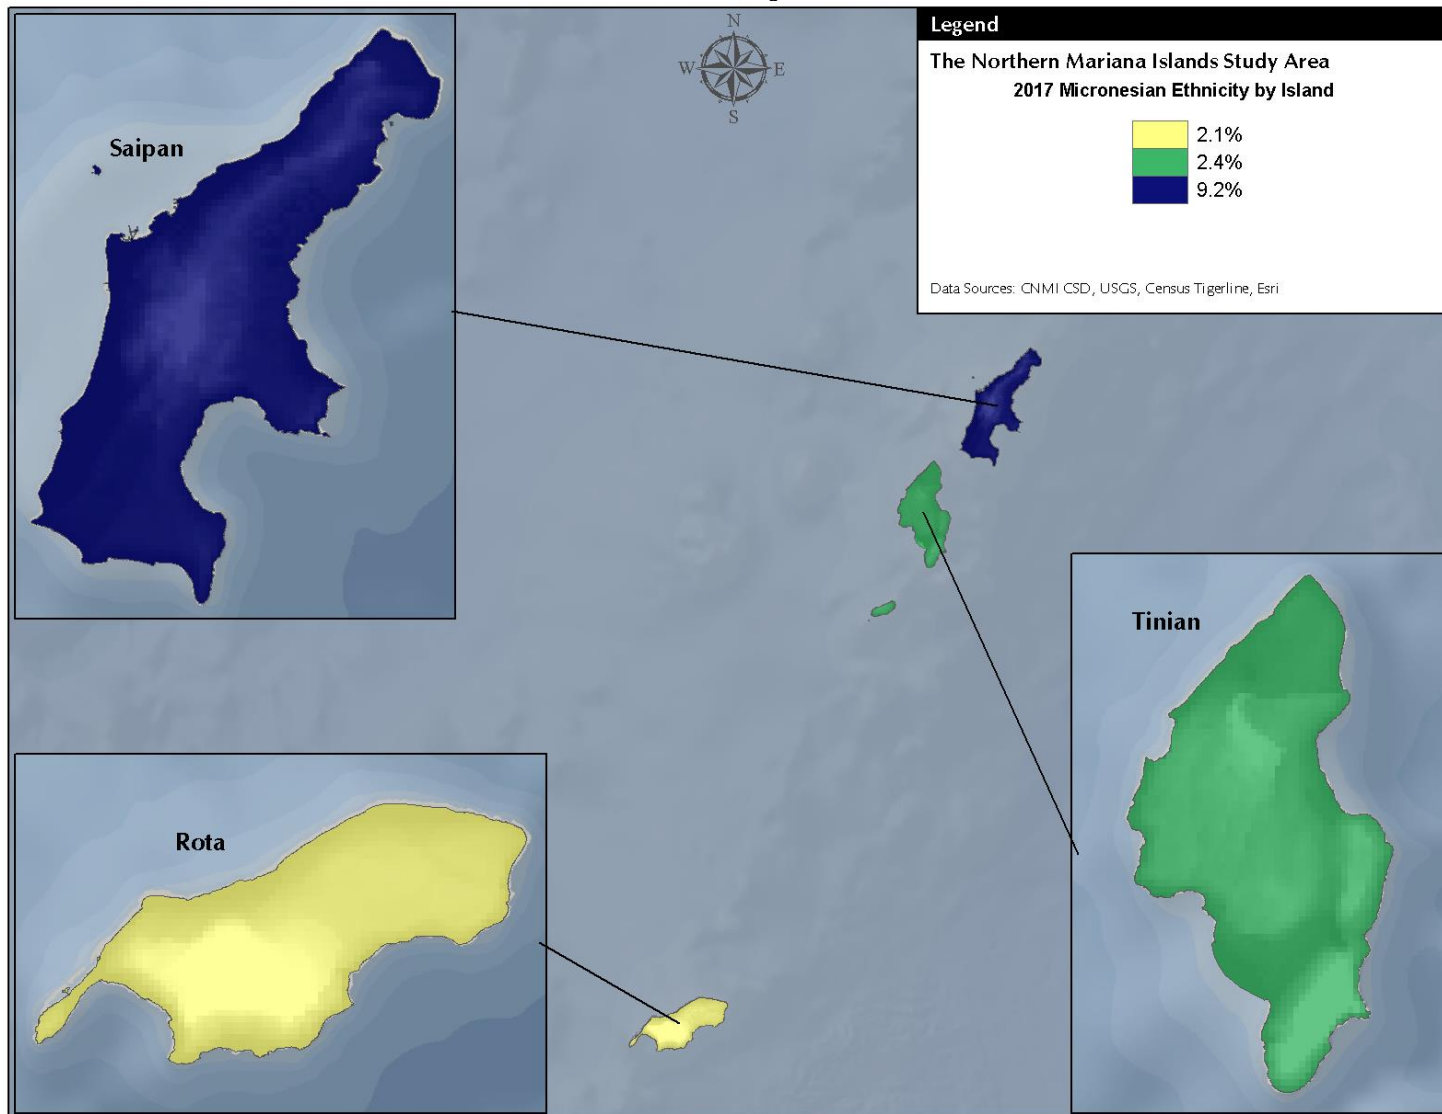 N
W E
S
Legend
The Northern Mariana Islands Study Area
2017 Micronesian Ethnicity by Island
2.1%
2.4%
9.2%
Data Sources: CNMI CSD, USGS, Census Tigerline, Esri
Saipan
Tinian
Rota